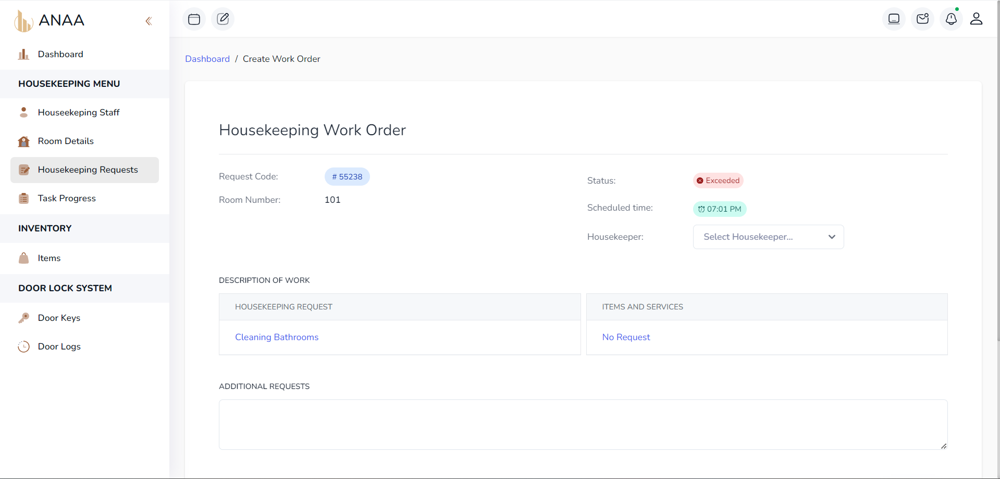 ANAA
Dashboard
HOUSEKEEPING MENU
Houseekeping Staff
Room Details
Housekeeping Requests
Task Progress
INVENTORY
Items
DOOR LOCK SYSTEM
Door Keys
Door Logs
Dashboard / Create Work Order
Housekeeping Work Order
Request Code: # 55238
Room Number: 101
Status: Exceeded
Scheduled time: 07:01 PM
Housekeeper: Select Housekeeper...
DESCRIPTION OF WORK
HOUSEKEEPING REQUEST
Cleaning Bathrooms
ITEMS AND SERVICES
No Request
ADDITIONAL REQUESTS